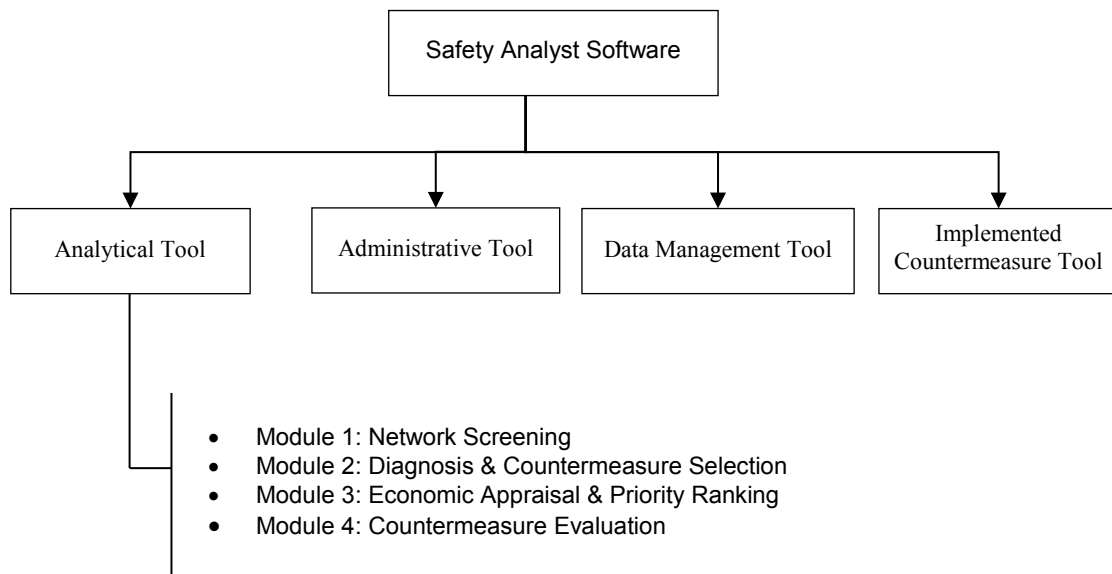 Safety Analyst Software
Analytical Tool
Administrative Tool
Data Management Tool
Implemented
Countermeasure Tool
• Module 1: Network Screening
• Module 2: Diagnosis & Countermeasure Selection
• Module 3: Economic Appraisal & Priority Ranking
• Module 4: Countermeasure Evaluation